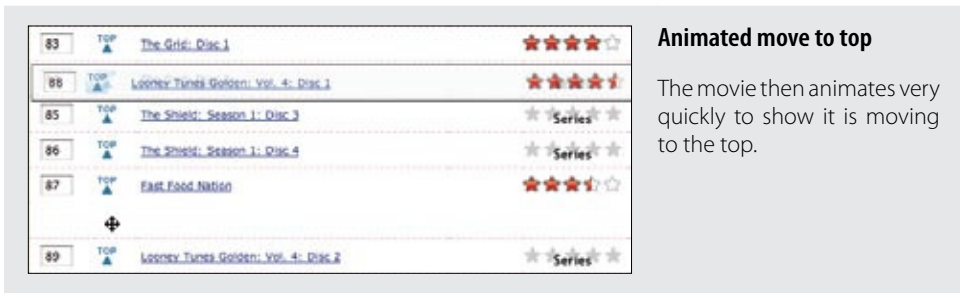 83 TOP The Grid: Disc 1
88 TOP Looney Tunes Golden: Vol. 4: Disc 1
85 TOP The Shield: Season 1: Disc 3 Series
86 TOP The Shield: Season 1: Disc 4 Series
87 TOP Fast Food Nation
89 TOP Looney Tunes Golden: Vol. 4: Disc 2 Series
Animated move to top
The movie then animates very
quickly to show it is moving
to the top.